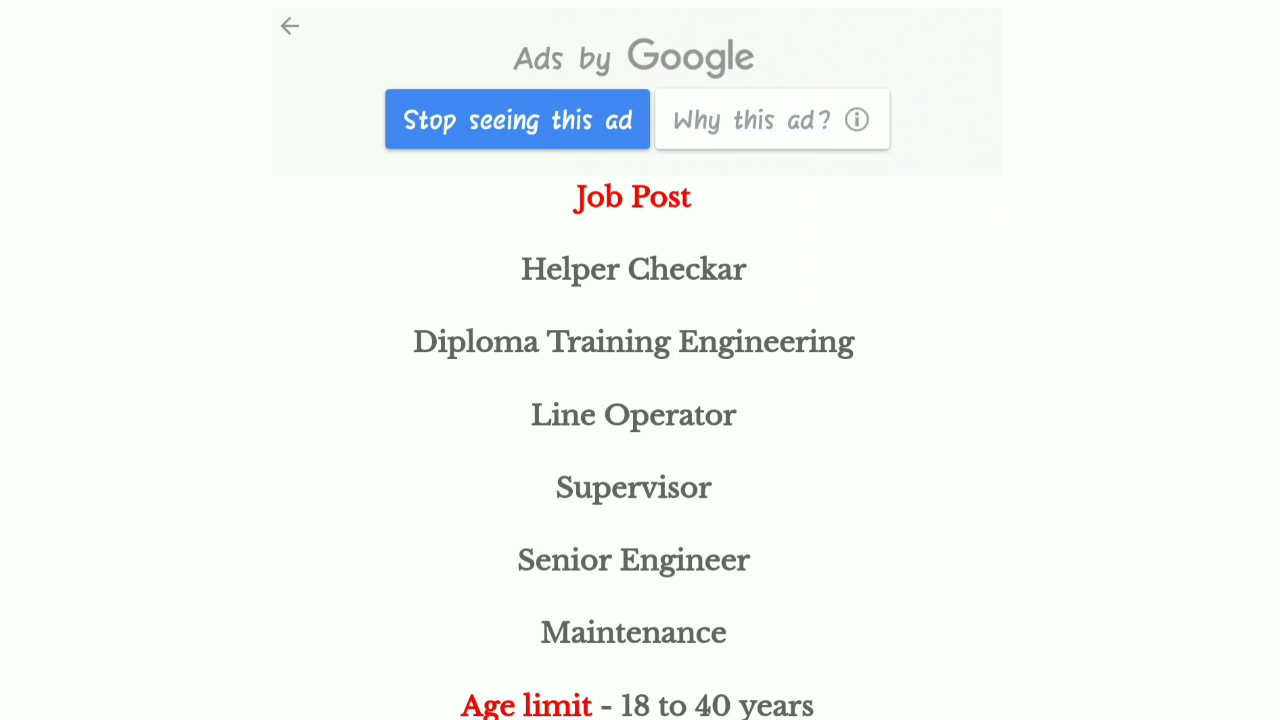 Ads by Google
Stop seeing this ad Why this ad?
Job Post
Helper Checkar
Diploma Training Engineering
Line Operator
Supervisor
Senior Engineer
Maintenance
Age limit - 18 to 40 years